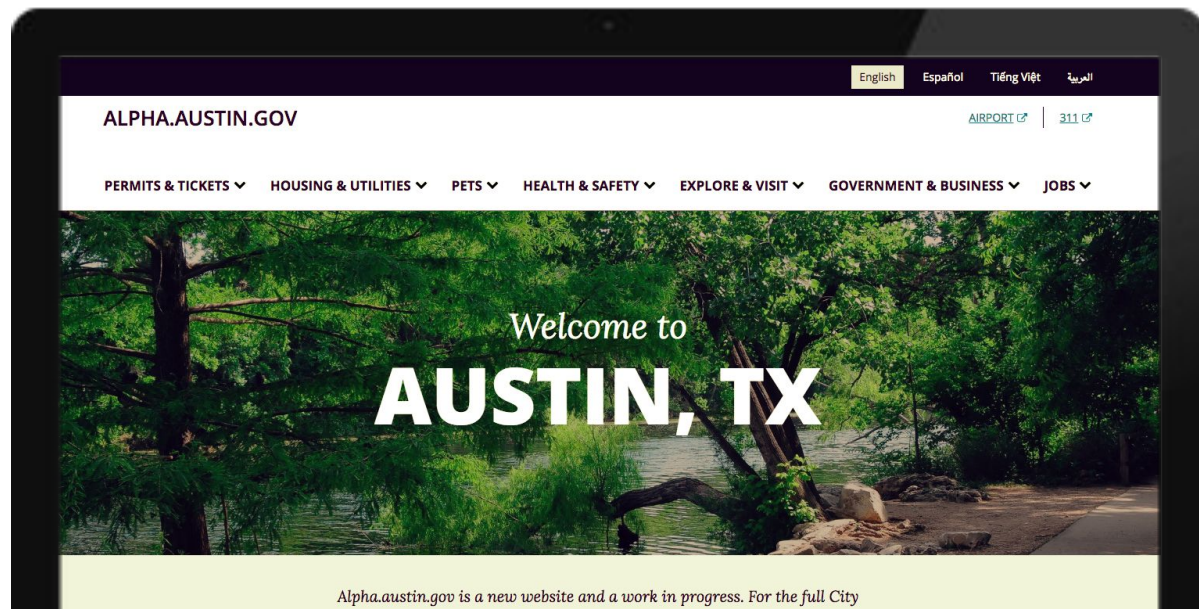 English Español Tiếng Việt العربية
ALPHA.AUSTIN.GOV AIRPORT 311
PERMITS & TICKETS HOUSING & UTILITIES PETS HEALTH & SAFETY EXPLORE & VISIT GOVERNMENT & BUSINESS JOBS
Welcome to
AUSTIN, TX
Alpha.austin.gov is a new website and a work in progress. For the full City